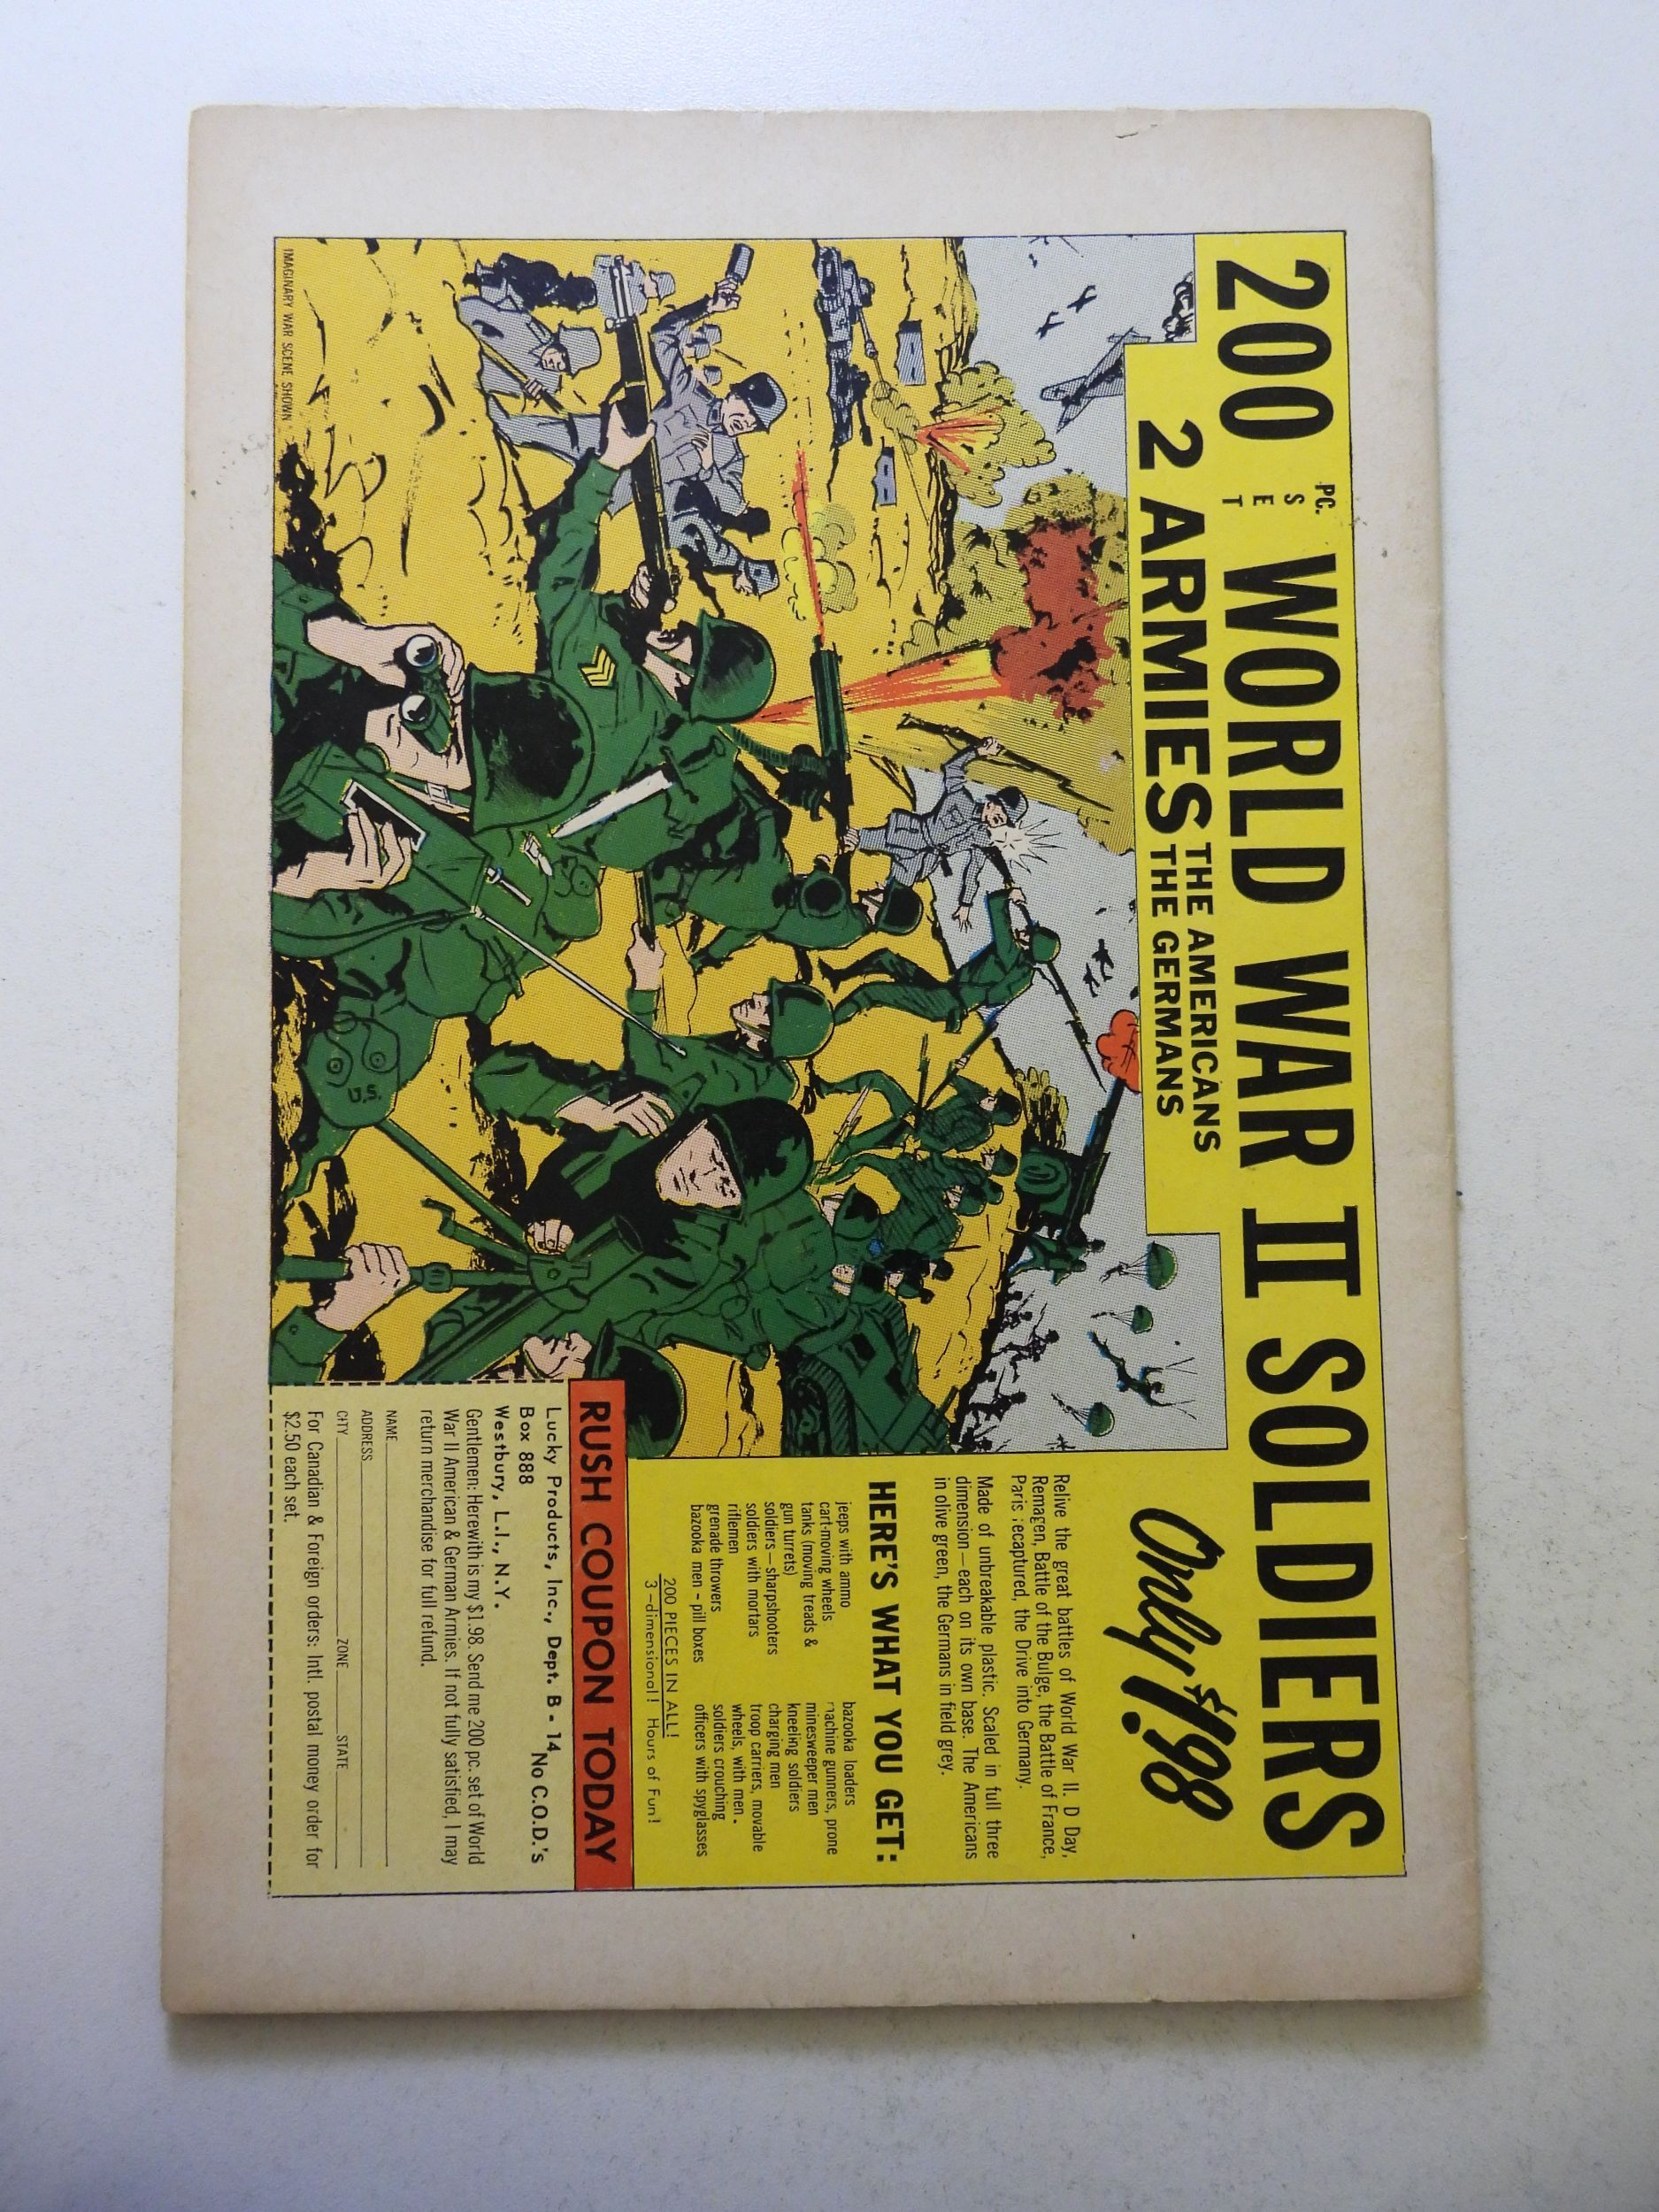 200 PC. SET WORLD WAR II SOLDIERS
2 ARMIES
THE AMERICANS
THE GERMANS
Only $1.98
Relive the great battles of World War II. D Day,
Remagen, Battle of the Bulge, the Battle of France,
Paris recaptured, the Drive into Germany.
Made of unbreakable plastic. Scaled in full three
dimension—each on its own base. The Americans
in olive green, the Germans in field grey.
HERE'S WHAT YOU GET:
jeeps with ammo
cart-moving wheels
tanks (moving treads &
gun turrets)
soldiers—sharpshooters
soldiers with mortars
riflemen
grenade throwers
bazooka men - pill boxes
bazooka loaders
machine gunners, prone
minesweeper men
kneeling soldiers
charging men
troop carriers, movable
wheels, with men -
soldiers crouching
officers with spyglasses
200 PIECES IN ALL!
3-dimensional! Hours of Fun!
RUSH COUPON TODAY
Lucky Products, Inc., Dept. B - 14
Box 888
No C.O.D.'s
Westbury, L.I., N.Y.
Gentlemen: Herewith is my $1.98. Send me 200 pc. set of World
War II American & German Armies. If not fully satisfied, I may
return merchandise for full refund.
NAME
ADDRESS
CITY ZONE STATE
For Canadian & Foreign orders: Intl. postal money order for
$2.50 each set.
U.S.
IMAGINARY WAR SCENE SHOWN